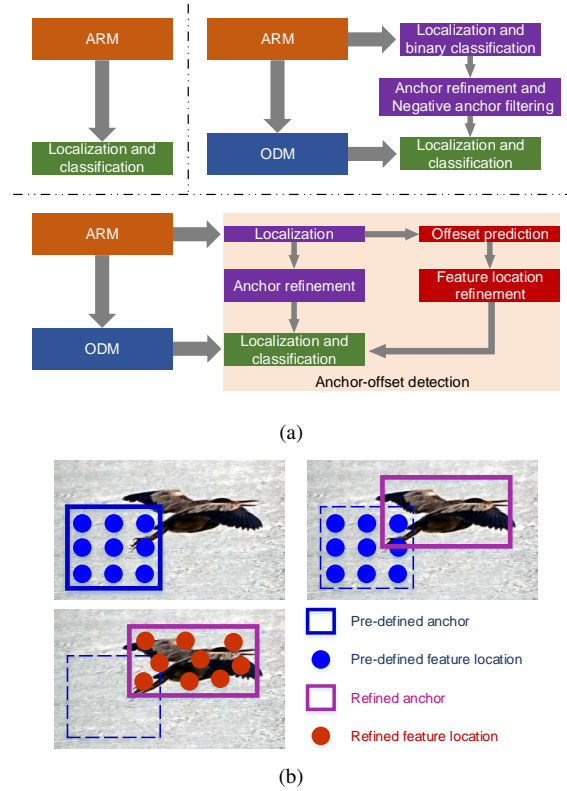 ARM
Localization and
classification
ARM
Localization and
binary classification
Anchor refinement and
Negative anchor filtering
ODM
Localization and
classification
ARM
Localization
Offeset prediction
Anchor refinement
Feature location
refinement
ODM
Localization and
classification
Anchor-offset detection
(a)
Pre-defined anchor
Pre-defined feature location
Refined anchor
Refined feature location
(b)